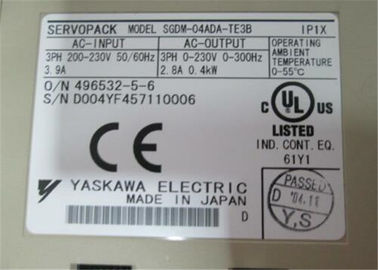 SERVOPACK MODEL SGDM-04ADA-TE3B IP1X
AC-INPUT AC-OUTPUT OPERATING
AMBIENT
TEMPERATURE
3PH 200-230V 50/60Hz 3PH 0-230V 0-300Hz
3.9A 2.8A 0.4kW 0-55°C
O/N 496532-5-6
S/N D004YF457110006
C UL US
LISTED
IND. CONT. EQ.
61Y1
CE
YASKAWA ELECTRIC
MADE IN JAPAN D
PASSED
D '04.11
Y,S